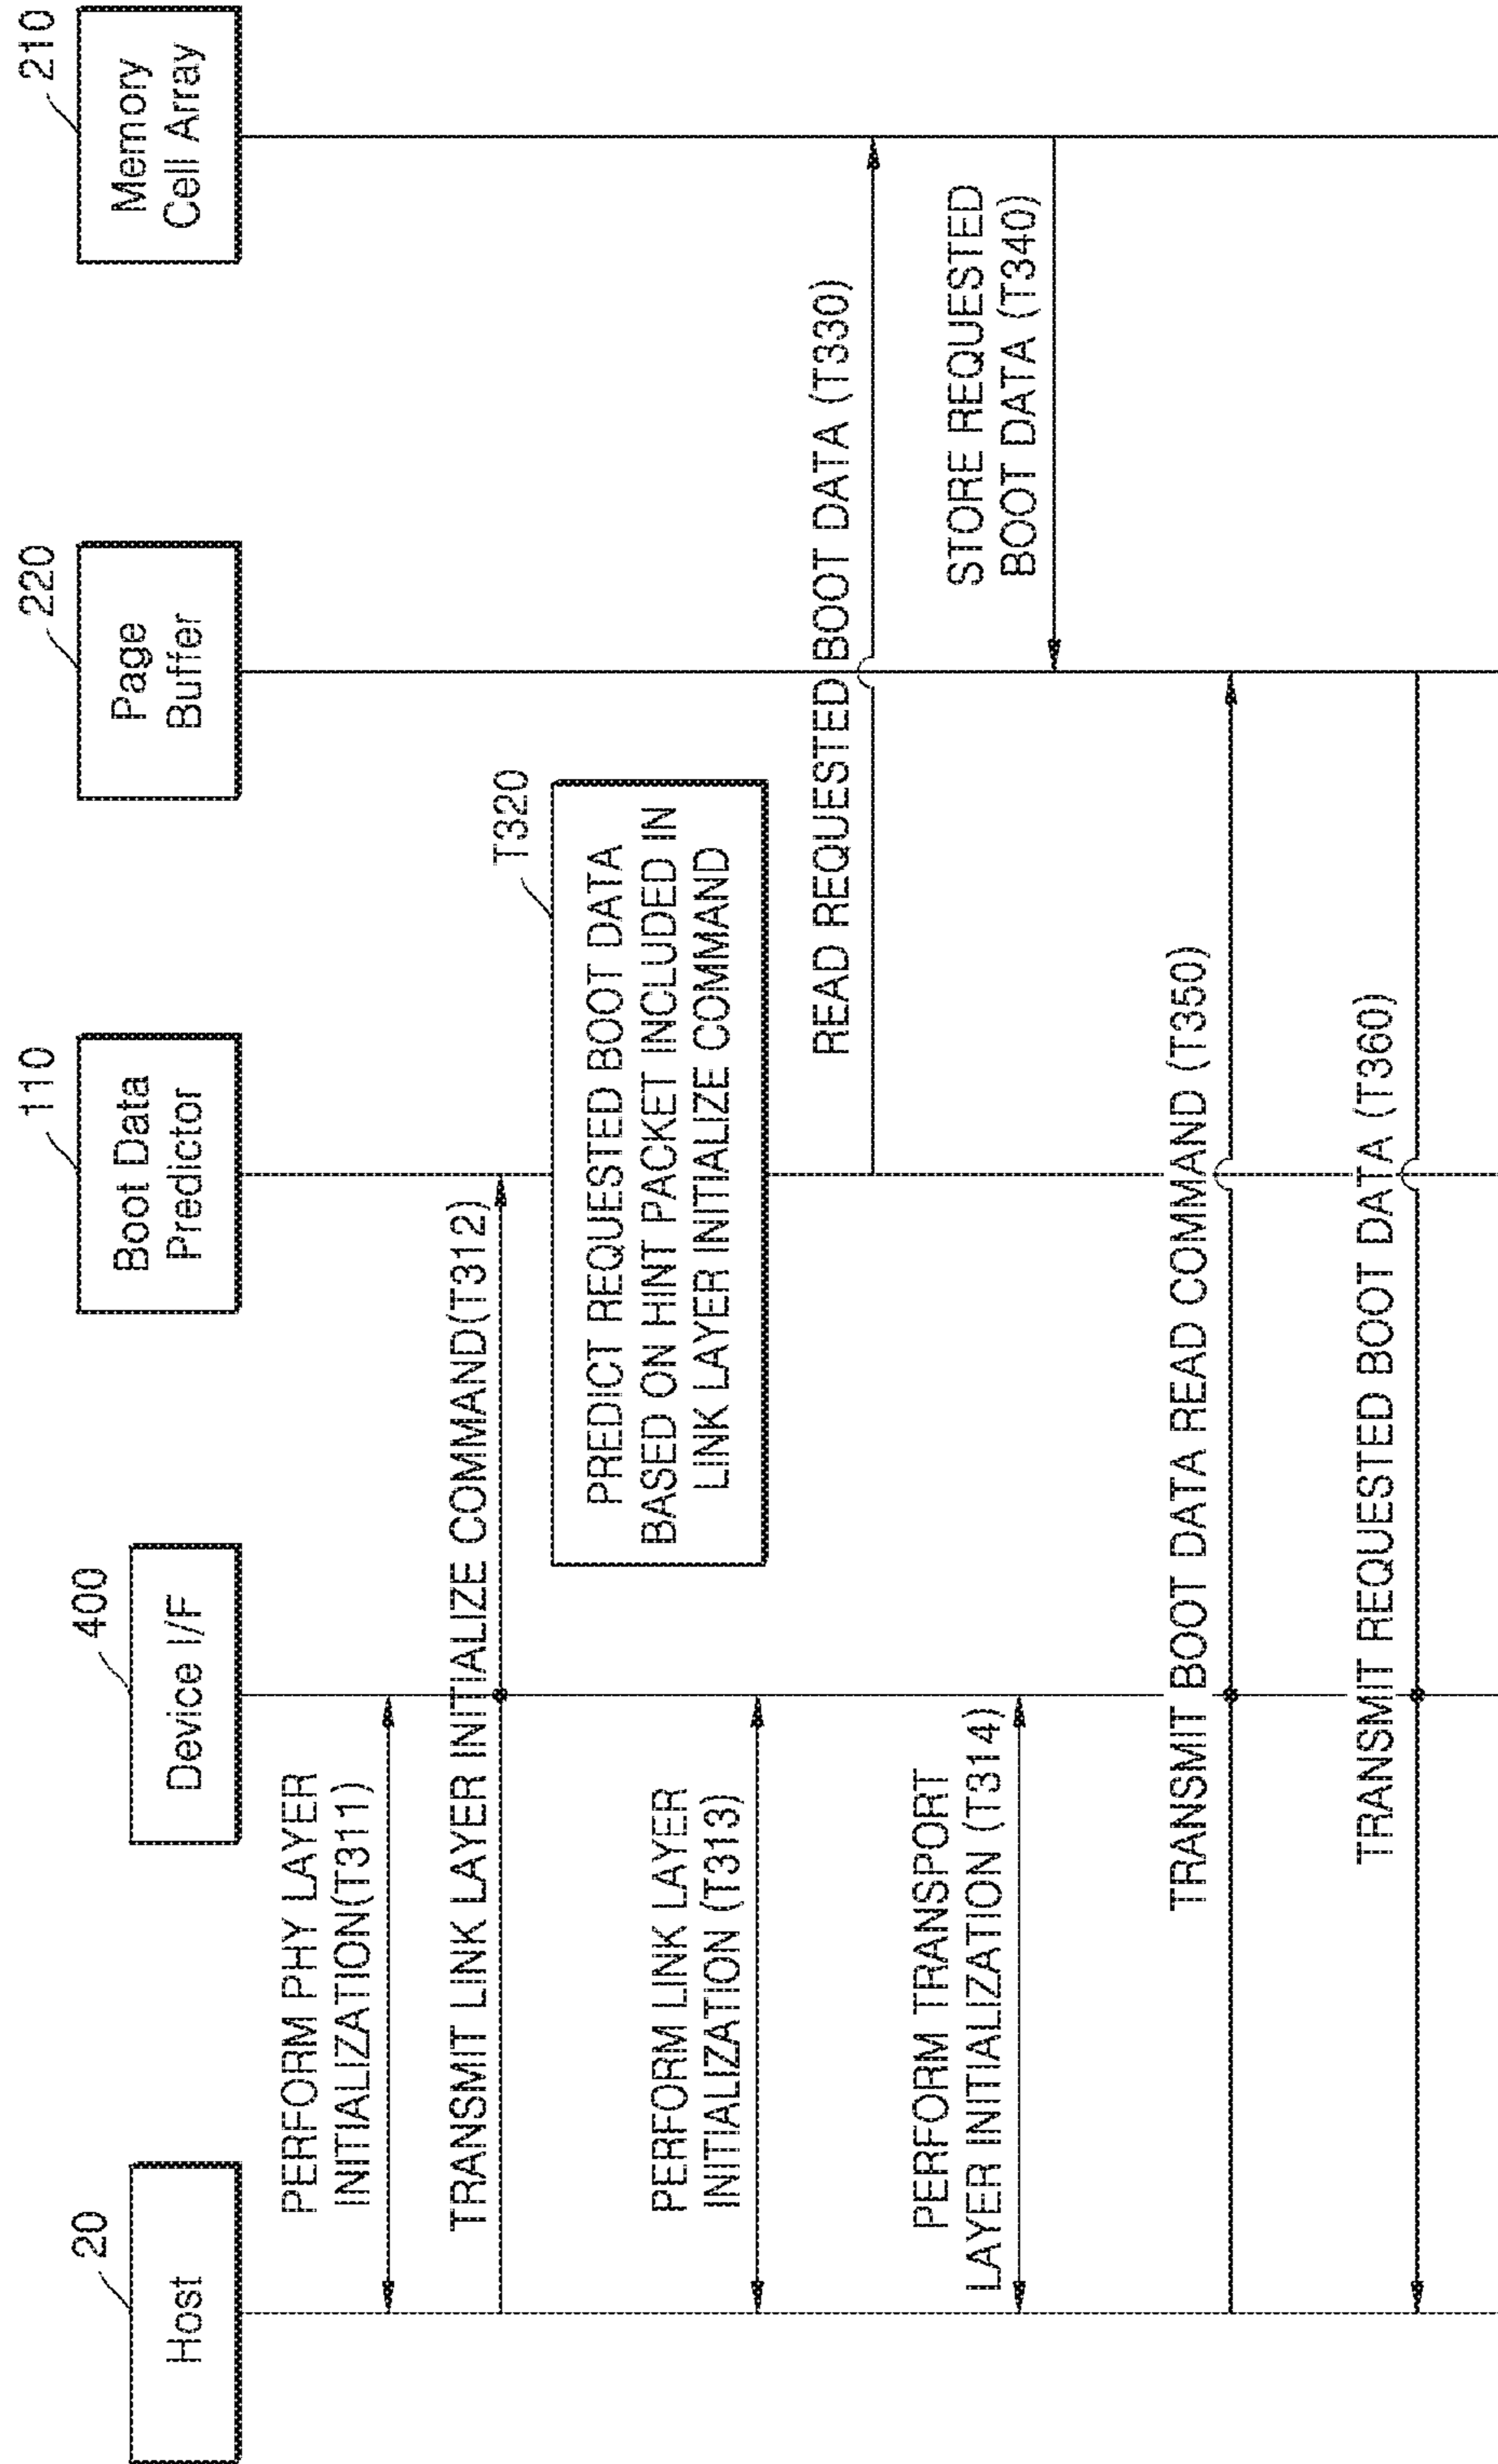 20
Host
400
Device I/F
110
Boot Data
Predictor
220
Page
Buffer
210
Memory
Cell Array
PERFORM PHY LAYER
INITIALIZATION(T311)
TRANSMIT LINK LAYER INITIALIZE COMMAND(T312)
T320
PREDICT REQUESTED BOOT DATA
BASED ON HINT PACKET INCLUDED IN
LINK LAYER INITIALIZE COMMAND
PERFORM LINK LAYER
INITIALIZATION (T313)
READ REQUESTED BOOT DATA (T330)
PERFORM TRANSPORT
LAYER INITIALIZATION (T314)
STORE REQUESTED
BOOT DATA (T340)
TRANSMIT BOOT DATA READ COMMAND (T350)
TRANSMIT REQUESTED BOOT DATA (T360)